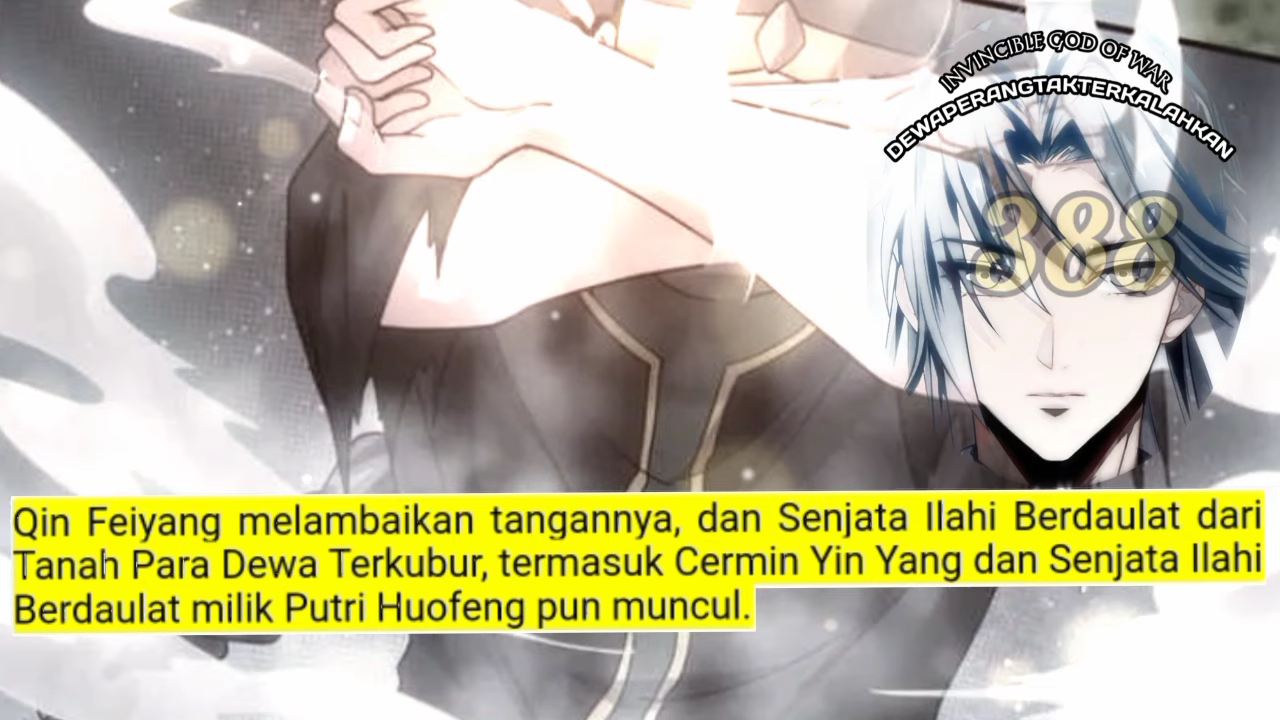 INVINCIBLE GOD OF WAR
DEWAPERANGTAKTERKALAHKAN
388
Qin Feiyang melambaikan tangannya, dan Senjata Ilahi Berdaulat dari
Tanah Para Dewa Terkubur, termasuk Cermin Yin Yang dan Senjata Ilahi
Berdaulat milik Putri Huofeng pun muncul.